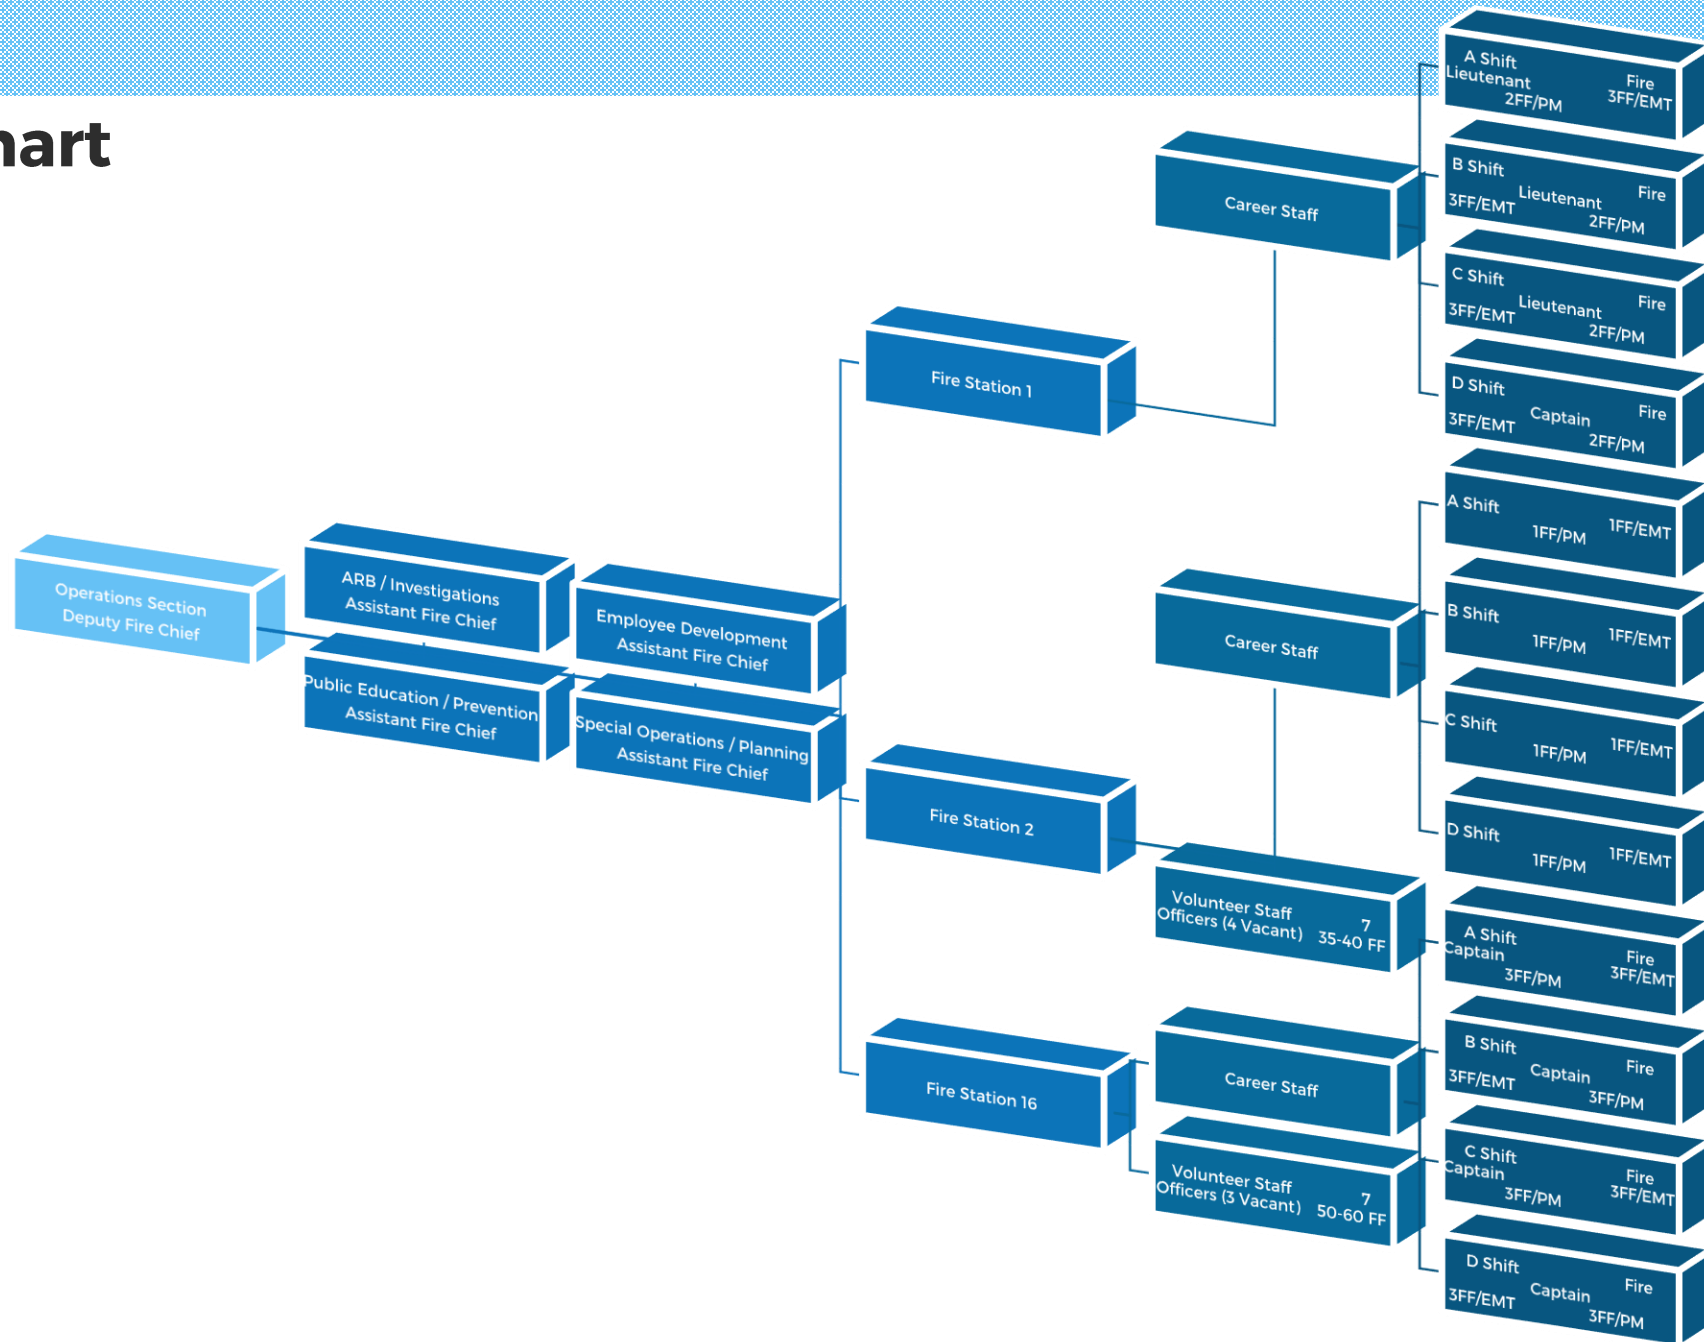 hart
Operations Section
Deputy Fire Chief
ARB / Investigations
Assistant Fire Chief
Public Education / Prevention
Assistant Fire Chief
Employee Development
Assistant Fire Chief
Special Operations / Planning
Assistant Fire Chief
Fire Station 1
Career Staff
A Shift Fire
Lieutenant 3FF/EMT
2FF/PM
B Shift Fire
Lieutenant
3FF/EMT 2FF/PM
C Shift Fire
Lieutenant
3FF/EMT 2FF/PM
D Shift Fire
Captain
3FF/EMT 2FF/PM
Fire Station 2
Career Staff
A Shift 1FF/EMT
1FF/PM
B Shift 1FF/EMT
1FF/PM
C Shift 1FF/EMT
1FF/PM
D Shift 1FF/EMT
1FF/PM
Volunteer Staff 7
Officers (4 Vacant) 35-40 FF
Fire Station 16
Career Staff
A Shift Fire
Captain 3FF/EMT
3FF/PM
B Shift Fire
Captain
3FF/EMT 3FF/PM
C Shift Fire
Captain 3FF/EMT
3FF/PM
D Shift Fire
Captain
3FF/EMT 3FF/PM
Volunteer Staff 7
Officers (3 Vacant) 50-60 FF